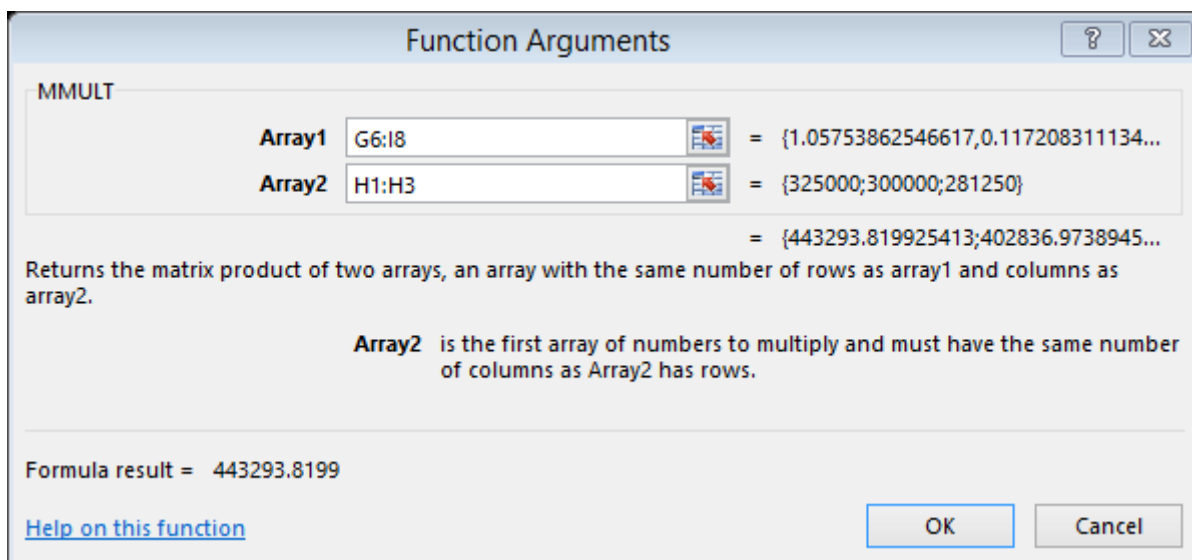 Function Arguments
MMULT
Array1 G6:I8 = {1.05753862546617,0.117208311134...
Array2 H1:H3 = {325000;300000;281250}
= {443293.819925413;402836.9738945...
Returns the matrix product of two arrays, an array with the same number of rows as array1 and columns as
array2.
Array2 is the first array of numbers to multiply and must have the same number
of columns as Array2 has rows.
Formula result = 443293.8199
Help on this function
OK Cancel